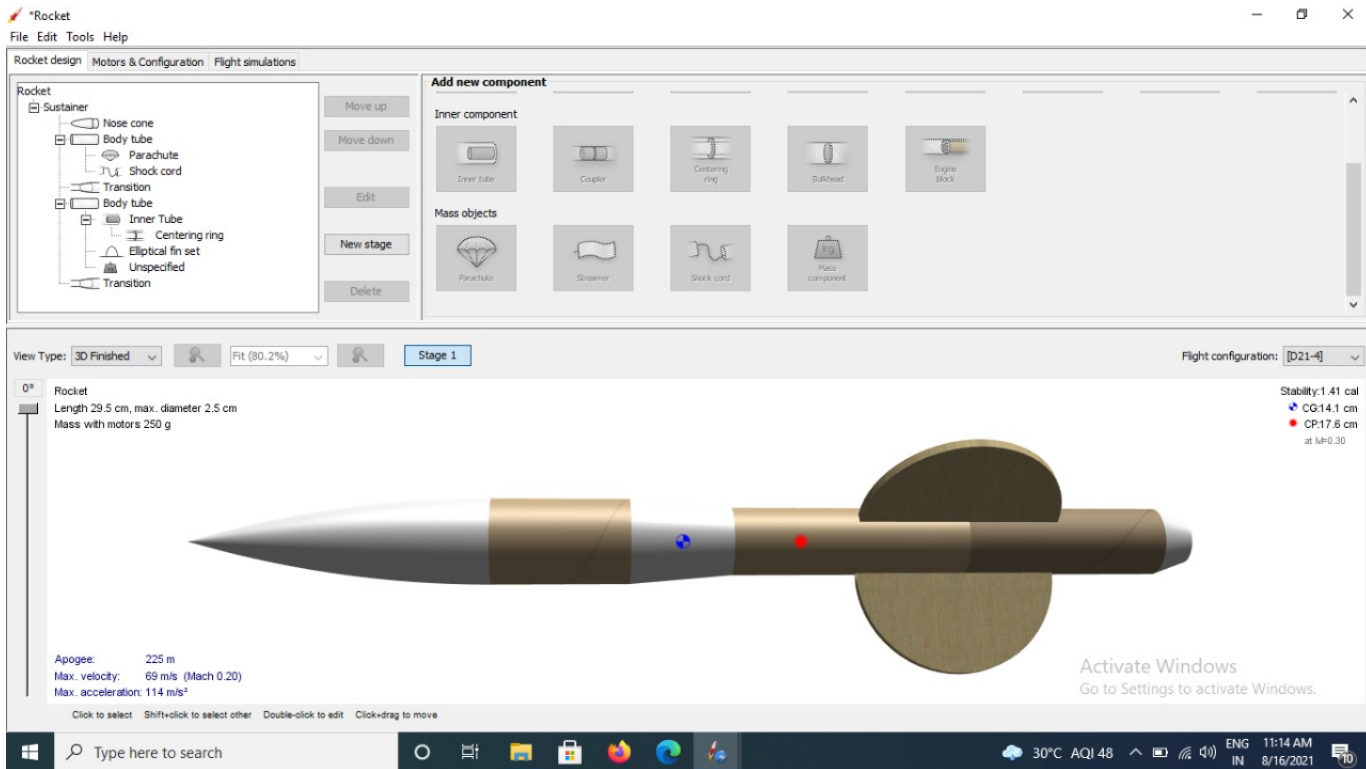 *Rocket
File Edit Tools Help
Rocket design Motors & Configuration Flight simulations
Rocket
Sustainer
Nose cone
Body tube
Parachute
Shock cord
Transition
Body tube
Inner Tube
Centering ring
Elliptical fin set
Unspecified
Transition
Move up
Move down
Edit
New stage
Delete
Add new component
Inner component
Inner tube
Coupler
Centering
ring
Bulkhead
Engine
block
Mass objects
Parachute
Streamer
Shock cord
KG
Mass
component
View Type: 3D Finished Fit (80.2%) Stage 1 Flight configuration: [D21-4]
0°
Rocket
Length 29.5 cm, max. diameter 2.5 cm
Mass with motors 250 g
Stability:1.41 cal
CG:14.1 cm
CP:17.6 cm
at M=0.30
Apogee: 225 m
Max. velocity: 69 m/s (Mach 0.20)
Max. acceleration: 114 m/s²
Activate Windows
Go to Settings to activate Windows.
Click to select Shift+click to select other Double-click to edit Click+drag to move
Type here to search
30°C AQI 48
ENG
IN
11:14 AM
8/16/2021
10